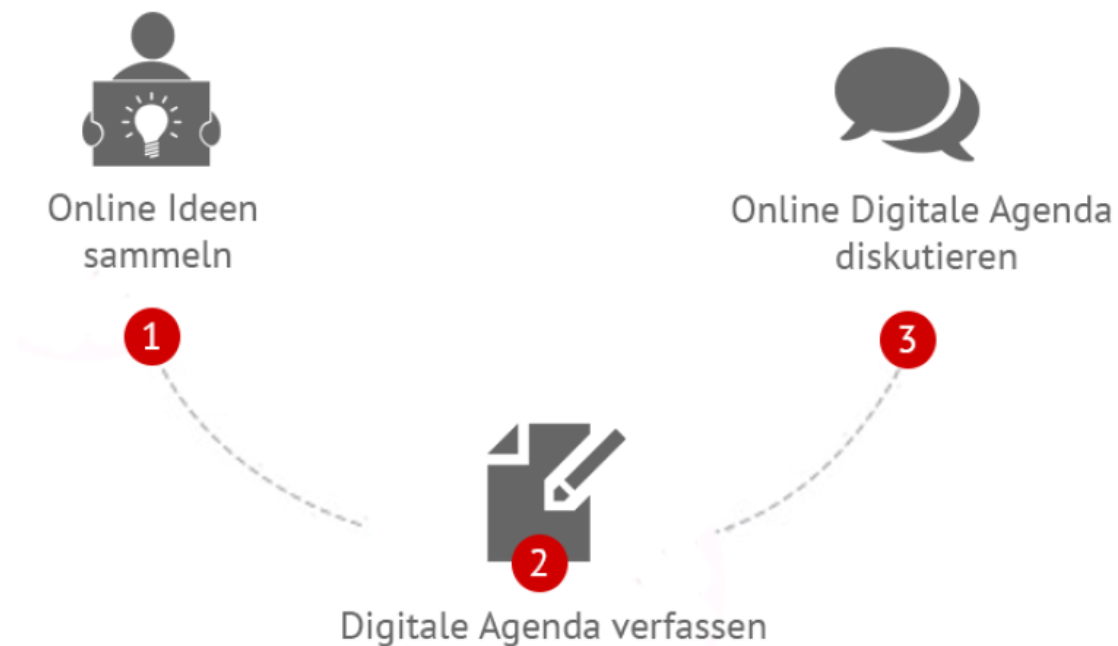 Online Ideen
sammeln
1
2
Digitale Agenda verfassen
Online Digitale Agenda
diskutieren
3